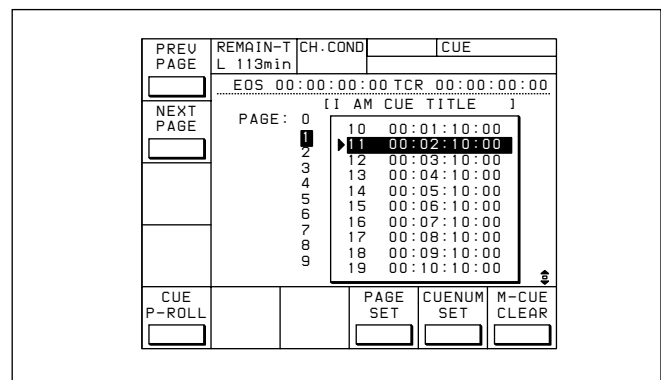 PREV PAGE
REMAIN-T
L 113min
CH.COND
CUE
EOS 00:00:00:00 TCR 00:00:00:00
[I AM CUE TITLE ]
NEXT PAGE
PAGE: 0
1
2
3
4
5
6
7
8
9
10 00:01:10:00
11 00:02:10:00
12 00:03:10:00
13 00:04:10:00
14 00:05:10:00
15 00:06:10:00
16 00:07:10:00
17 00:08:10:00
18 00:09:10:00
19 00:10:10:00
CUE P-ROLL
PAGE SET
CUENUM SET
M-CUE CLEAR